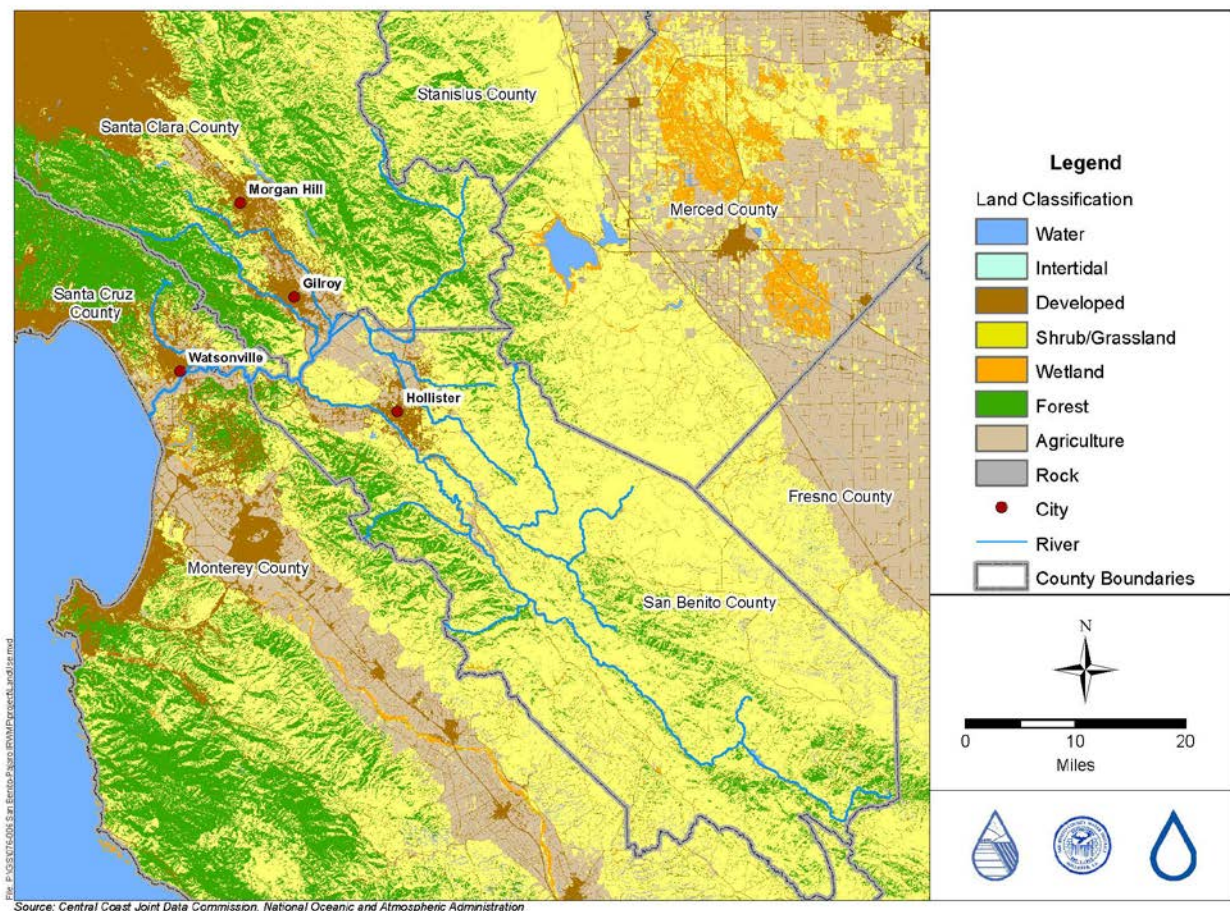 Stanislus County
Santa Clara County
Morgan Hill
Merced County
Gilroy
Santa Cruz
County
Watsonville
Hollister
Fresno County
Monterey County
San Benito County
Legend
Land Classification
Water
Intertidal
Developed
Shrub/Grassland
Wetland
Forest
Agriculture
Rock
City
River
County Boundaries
N
0 10 20
Miles
Source: Central Coast Joint Data Commission, National Oceanic and Atmospheric Administration